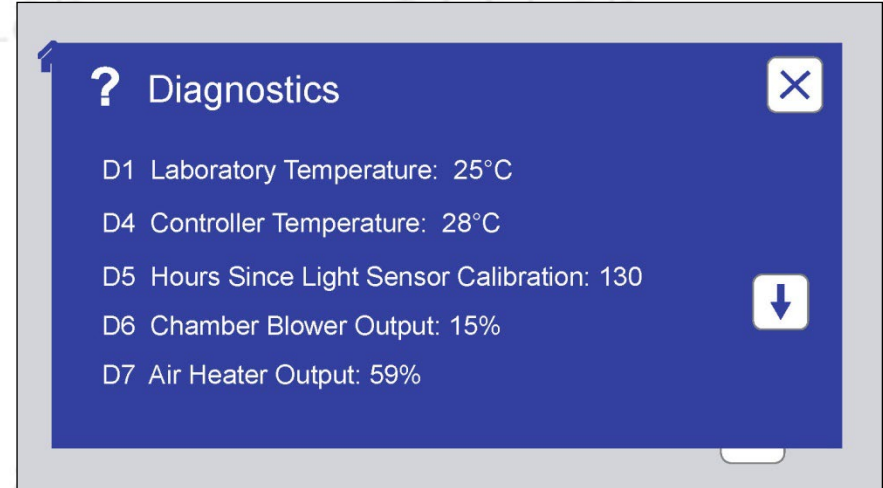 ? Diagnostics
D1 Laboratory Temperature: 25°C
D4 Controller Temperature: 28°C
D5 Hours Since Light Sensor Calibration: 130
D6 Chamber Blower Output: 15%
D7 Air Heater Output: 59%